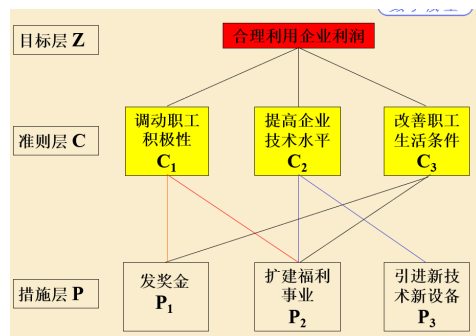 目标层 Z
合理利用企业利润
准则层 C
调动职工
积极性
C1
提高企业
技术水平
C2
改善职工
生活条件
C3
措施层 P
发奖金
P1
扩建福利
事业
P2
引进新技
术新设备
P3